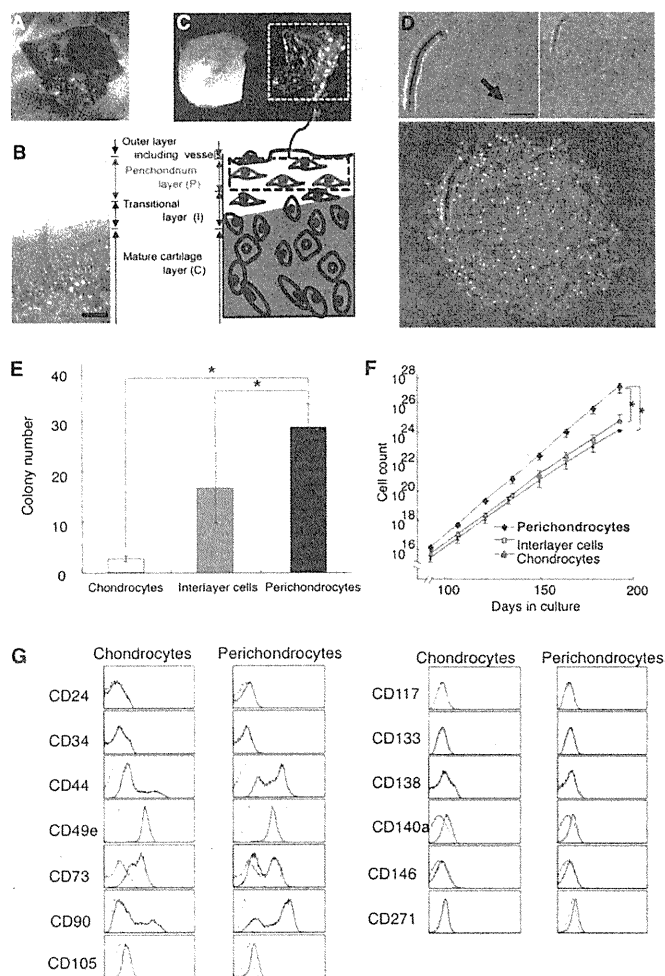 A
C
D
B
Outer layer
including vessel
Perichondrium
layer (P)
Transitional
layer (I)
Mature cartilage
layer (C)
E
Colony number
40
30
20
10
0
*
*
Chondrocytes
Interlayer cells
Perichondrocytes
F
Cell count
10 28
10 26
10 24
10 22
10 20
10 18
10 16
*
*
Perichondrocytes
Interlayer cells
Chondrocytes
100
150
200
Days in culture
G
Chondrocytes
Perichondrocytes
CD24
CD34
CD44
CD49e
CD73
CD90
CD105
Chondrocytes
Perichondrocytes
CD117
CD133
CD138
CD140a
CD146
CD271